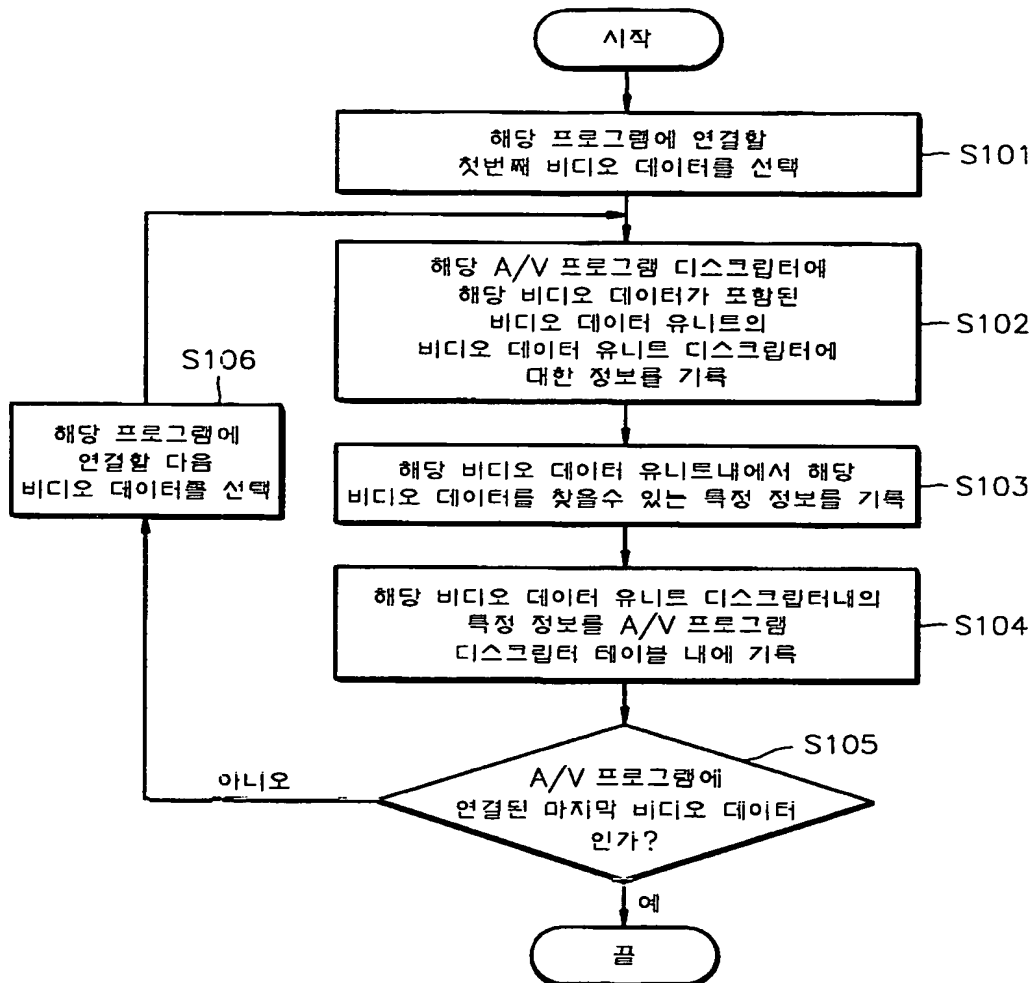 시작
해당 프로그램에 연결할
첫번째 비디오 데이터를 선택
S101
해당 A/V 프로그램 디스크립터에
해당 비디오 데이터가 포함된
비디오 데이터 유니트의
비디오 데이터 유니트 디스크립터에
대한 정보를 기록
S102
S106
해당 프로그램에
연결할 다음
비디오 데이터를 선택
해당 비디오 데이터 유니트내에서 해당
비디오 데이터를 찾을수 있는 특정 정보를 기록
S103
해당 비디오 데이터 유니트 디스크립터내의
특정 정보를 A/V 프로그램
디스크립터 테이블 내에 기록
S104
S105
아니오
A/V 프로그램에
연결된 마지막 비디오 데이터
인가?
예
끝